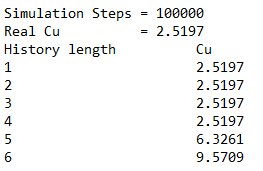 Simulation Steps = 100000
Real Cu          = 2.5197
History length          Cu
1                       2.5197
2                       2.5197
3                       2.5197
4                       2.5197
5                       6.3261
6                       9.5709